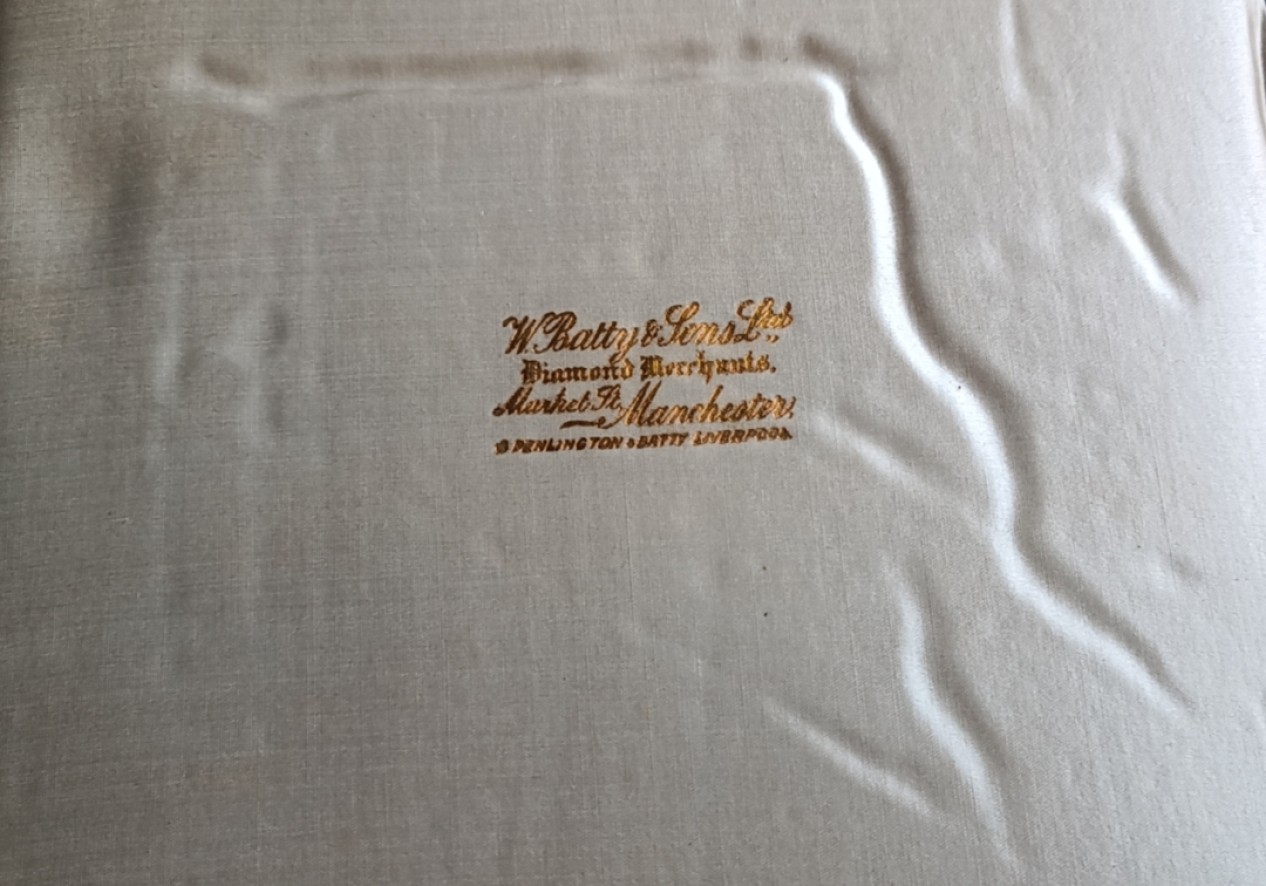 W. Batty & Sons Ltd.,
Diamond Merchants.
Market St, Manchester,
& PENLINGTON & BATTY LIVERPOOL